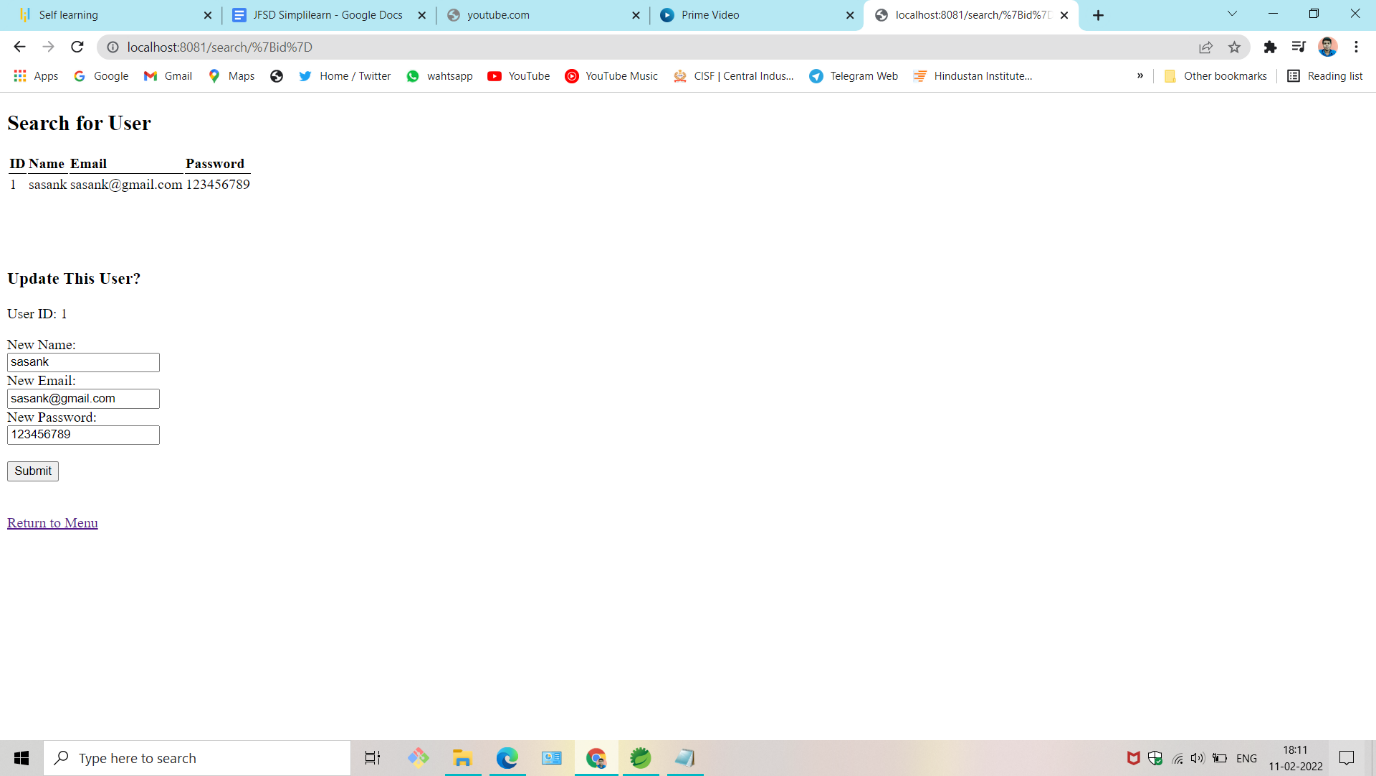 Self learning
JFSD Simplilearn - Google Docs
youtube.com
Prime Video
localhost:8081/search/%7Bid%7D
localhost:8081/search/%7Bid%7D
Apps Google Gmail Maps Home / Twitter wahtsapp YouTube YouTube Music CISF | Central Indus... Telegram Web Hindustan Institute... » Other bookmarks Reading list
Search for User
ID Name Email Password
1 sasank sasank@gmail.com 123456789
Update This User?
User ID: 1
New Name:
sasank
New Email:
sasank@gmail.com
New Password:
123456789
Submit
Return to Menu
Type here to search
ENG
18:11
11-02-2022